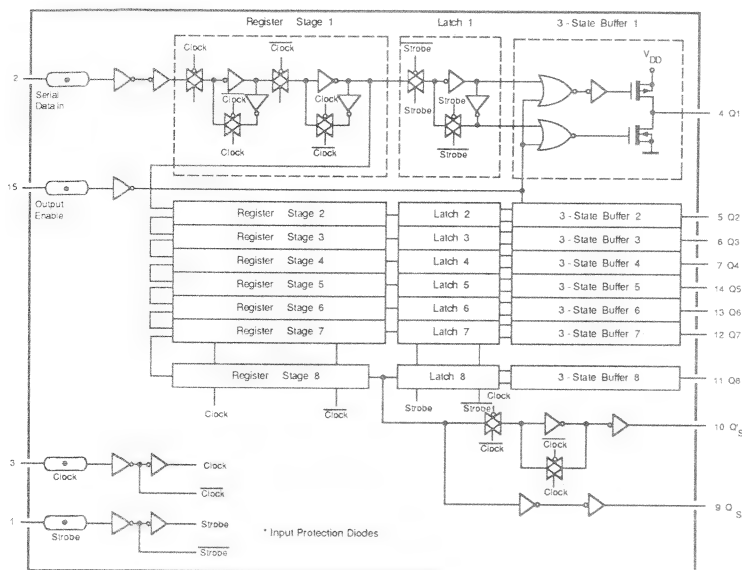 Register Stage 1
Latch 1
3 - State Buffer 1
Clock
Clock
Strobe
VDD
2
Serial
Data In
Clock
Clock
Clock
Clock
Strobe
Strobe
Strobe
4 Q1
15
Output
Enable
Register Stage 2
Latch 2
3 - State Buffer 2
5 Q2
Register Stage 3
Latch 3
3 - State Buffer 3
6 Q3
Register Stage 4
Latch 4
3 - State Buffer 4
7 Q4
Register Stage 5
Latch 5
3 - State Buffer 5
14 Q5
Register Stage 6
Latch 6
3 - State Buffer 6
13 Q6
Register Stage 7
Latch 7
3 - State Buffer 7
12 Q7
Register Stage 8
Latch 8
3 - State Buffer 8
11 Q8
Clock
Clock
Strobe
Strobe
Clock
Clock
Clock
Clock
10 Q'S
9 QS
3
Clock
Clock
Clock
1
Strobe
Strobe
Strobe
* Input Protection Diodes